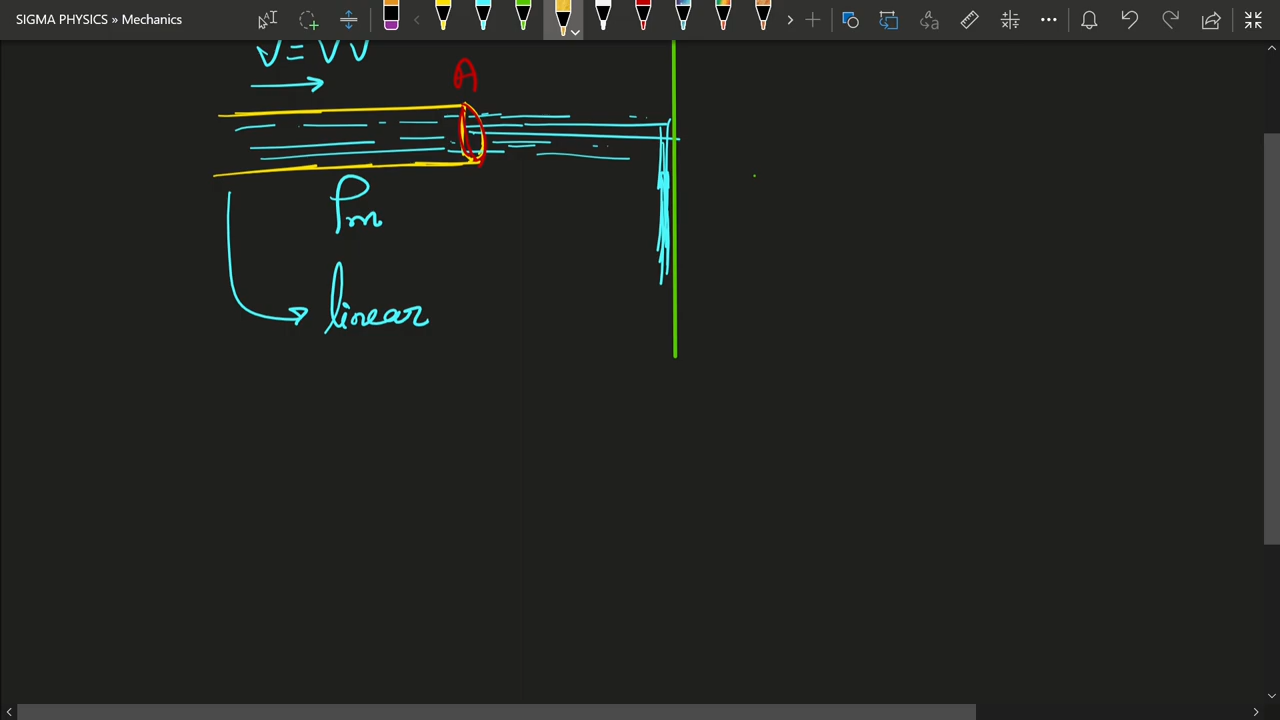 SIGMA PHYSICS » Mechanics
V = V V
A
Pm
linear